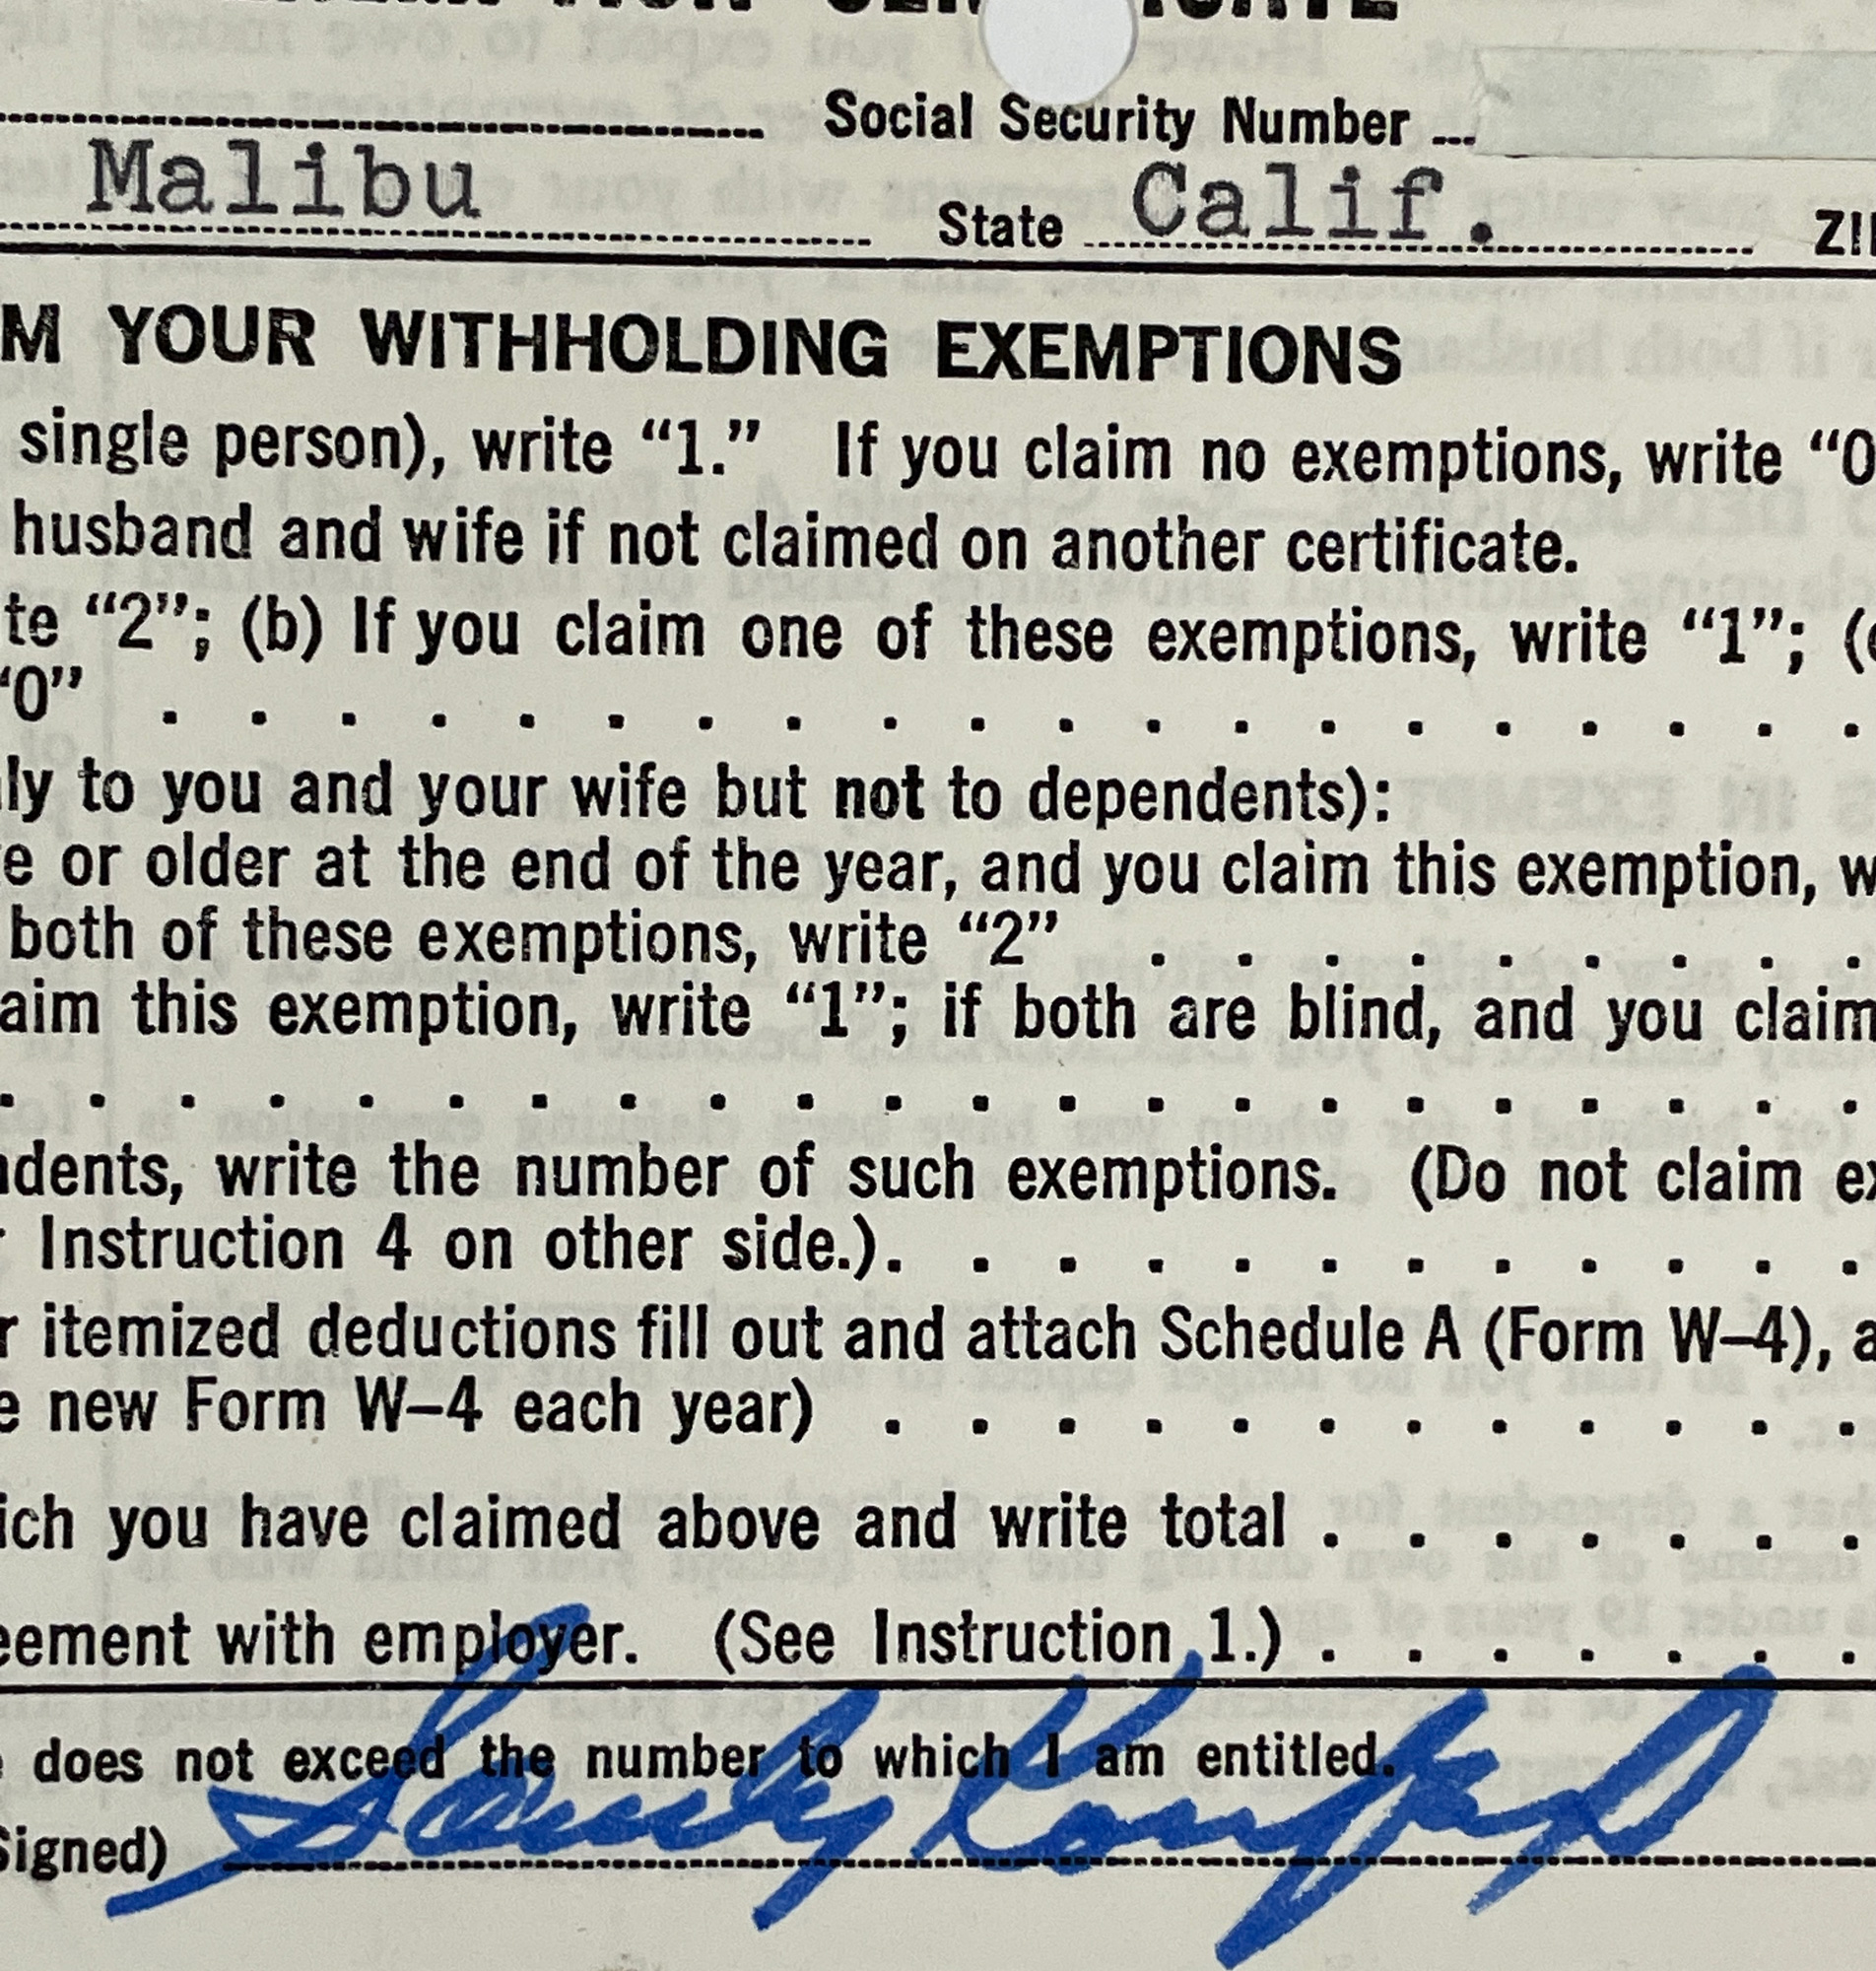 Social Security Number
Malibu State Calif.
M YOUR WITHHOLDING EXEMPTIONS
single person), write “1.” If you claim no exemptions, write “0
husband and wife if not claimed on another certificate.
te “2”; (b) If you claim one of these exemptions, write “1”; (
“0”
ly to you and your wife but not to dependents):
e or older at the end of the year, and you claim this exemption, w
both of these exemptions, write “2”
aim this exemption, write “1”; if both are blind, and you claim
dents, write the number of such exemptions. (Do not claim ex
Instruction 4 on other side.)
r itemized deductions fill out and attach Schedule A (Form W–4), a
e new Form W–4 each year)
ich you have claimed above and write total
eement with employer. (See Instruction 1.)
does not exceed the number to which I am entitled.
Signed) Sandy Koufax